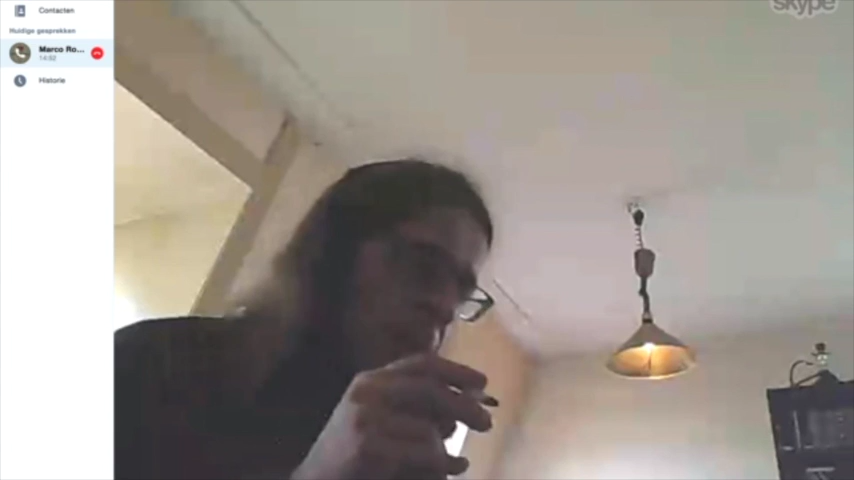 Contacten
Huidige gesprekken
Marco Ro...
14:52
Historie
skype